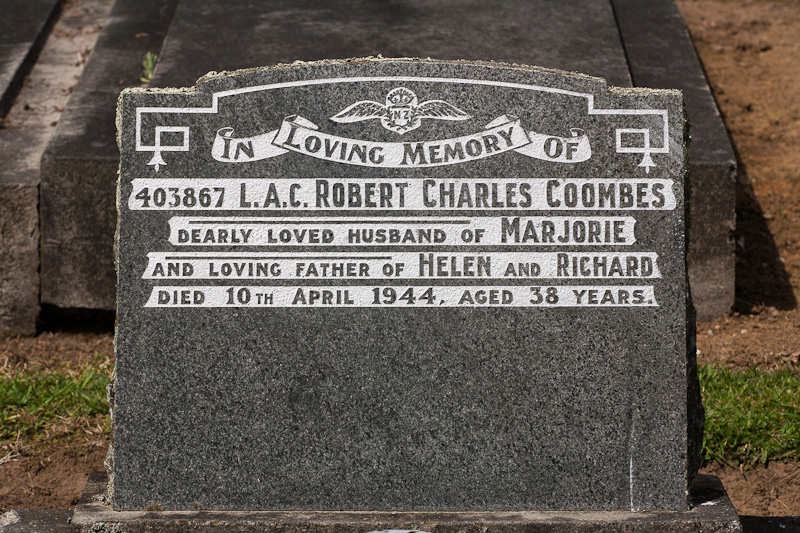 NZ
IN LOVING MEMORY OF
403867 L.A.C. ROBERT CHARLES COOMBES
DEARLY LOVED HUSBAND OF MARJORIE
AND LOVING FATHER OF HELEN AND RICHARD
DIED 10TH APRIL 1944, AGED 38 YEARS.